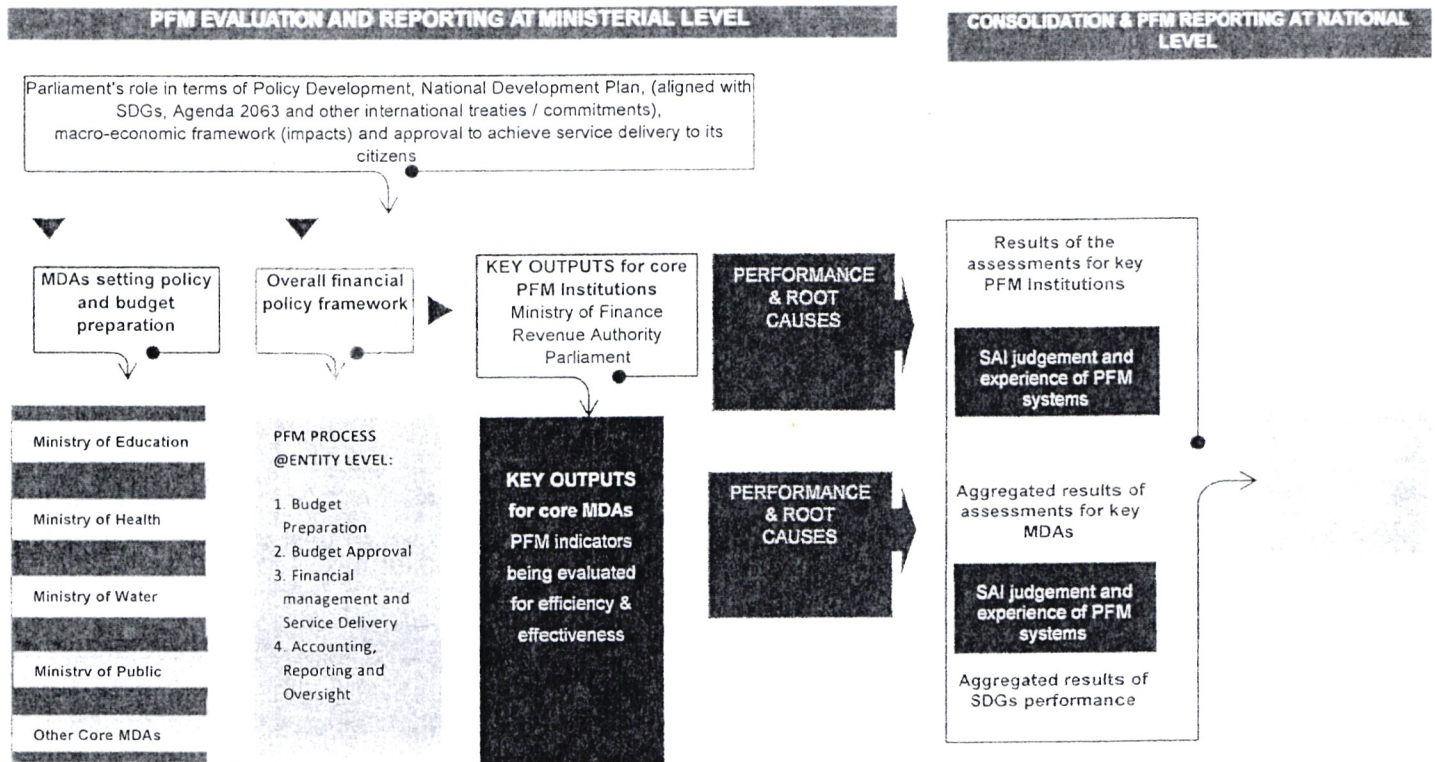 PFM EVALUATION AND REPORTING AT MINISTERIAL LEVEL
CONSOLIDATION & PFM REPORTING AT NATIONAL
LEVEL
Parliament's role in terms of Policy Development, National Development Plan, (aligned with
SDGs, Agenda 2063 and other international treaties / commitments),
macro-economic framework (impacts) and approval to achieve service delivery to its
citizens
MDAs setting policy
and budget
preparation
Ministry of Education
Ministry of Health
Ministry of Water
Ministry of Public
Other Core MDAs
Overall financial
policy framework
PFM PROCESS
@ENTITY LEVEL:
1. Budget
Preparation
2. Budget Approval
3. Financial
management and
Service Delivery
4. Accounting,
Reporting and
Oversight
KEY OUTPUTS for core
PFM Institutions
Ministry of Finance
Revenue Authority
Parliament
KEY OUTPUTS
for core MDAs
PFM indicators
being evaluated
for efficiency &
effectiveness
PERFORMANCE
& ROOT
CAUSES
PERFORMANCE
& ROOT
CAUSES
Results of the
assessments for key
PFM Institutions
SAI judgement and
experience of PFM
systems
Aggregated results of
assessments for key
MDAs
SAI judgement and
experience of PFM
systems
Aggregated results of
SDGs performance